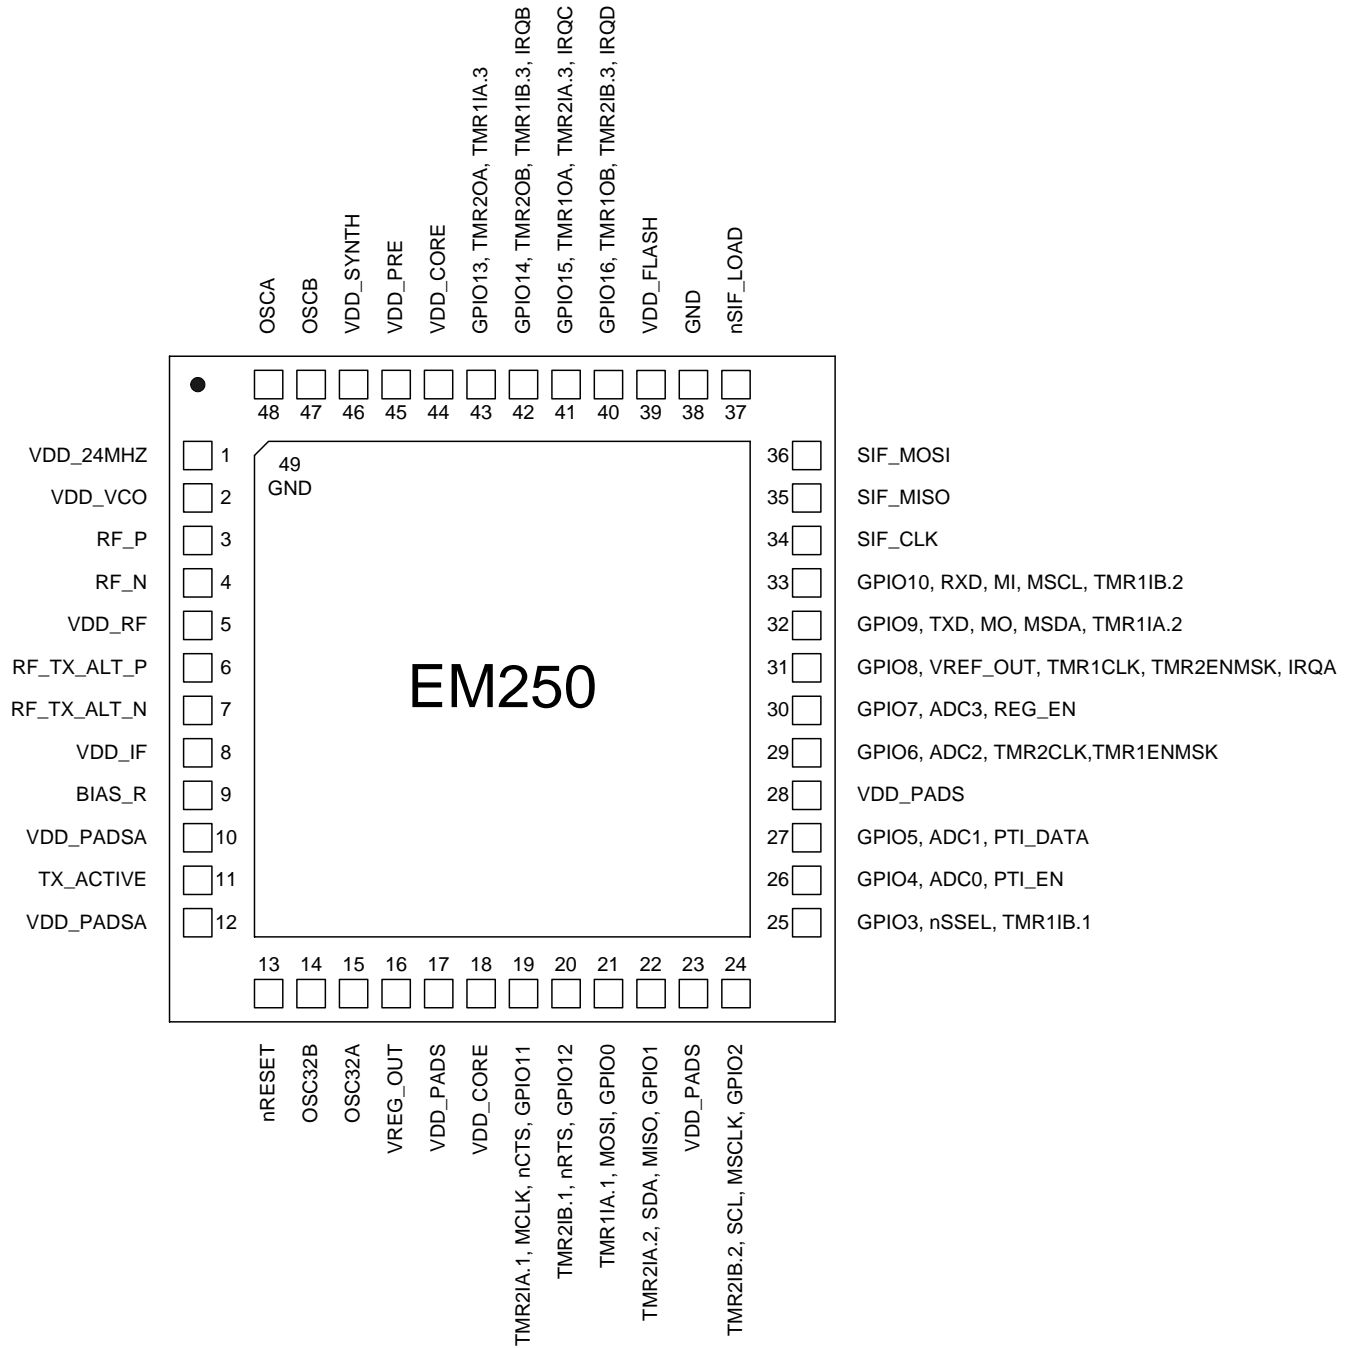 OSCA
OSCB
VDD_SYNTH
VDD_PRE
VDD_CORE
GPIO13, TMR2OA, TMR1IA.3
GPIO14, TMR2OB, TMR1IB.3, IRQB
GPIO15, TMR1OA, TMR2IA.3, IRQC
GPIO16, TMR1OB, TMR2IB.3, IRQD
VDD_FLASH
GND
nSIF_LOAD
48 47 46 45 44 43 42 41 40 39 38 37
VDD_24MHZ 1
VDD_VCO 2
RF_P 3
RF_N 4
VDD_RF 5
RF_TX_ALT_P 6
RF_TX_ALT_N 7
VDD_IF 8
BIAS_R 9
VDD_PADSA 10
TX_ACTIVE 11
VDD_PADSA 12
49
GND
EM250
36 SIF_MOSI
35 SIF_MISO
34 SIF_CLK
33 GPIO10, RXD, MI, MSCL, TMR1IB.2
32 GPIO9, TXD, MO, MSDA, TMR1IA.2
31 GPIO8, VREF_OUT, TMR1CLK, TMR2ENMSK, IRQA
30 GPIO7, ADC3, REG_EN
29 GPIO6, ADC2, TMR2CLK,TMR1ENMSK
28 VDD_PADS
27 GPIO5, ADC1, PTI_DATA
26 GPIO4, ADC0, PTI_EN
25 GPIO3, nSSEL, TMR1IB.1
13 14 15 16 17 18 19 20 21 22 23 24
nRESET
OSC32B
OSC32A
VREG_OUT
VDD_PADS
VDD_CORE
TMR2IA.1, MCLK, nCTS, GPIO11
TMR2IB.1, nRTS, GPIO12
TMR1IA.1, MOSI, GPIO0
TMR2IA.2, SDA, MISO, GPIO1
VDD_PADS
TMR2IB.2, SCL, MSCLK, GPIO2